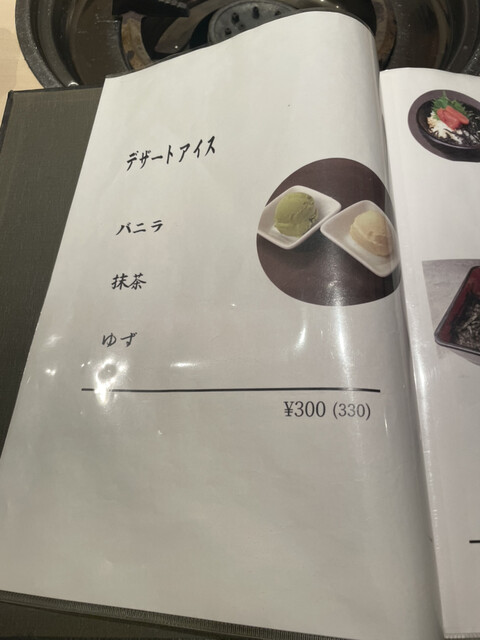 デザートアイス
バニラ
抹茶
ゆず
¥300 (330)